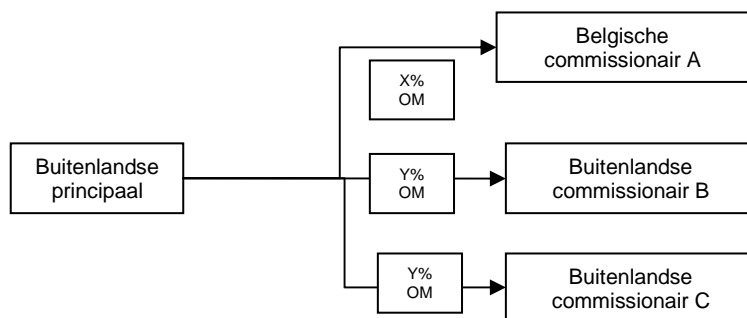 Belgische
commissionair A
X%
OM
Buitenlandse
principaal
Y%
OM
Buitenlandse
commissionair B
Y%
OM
Buitenlandse
commissionair C